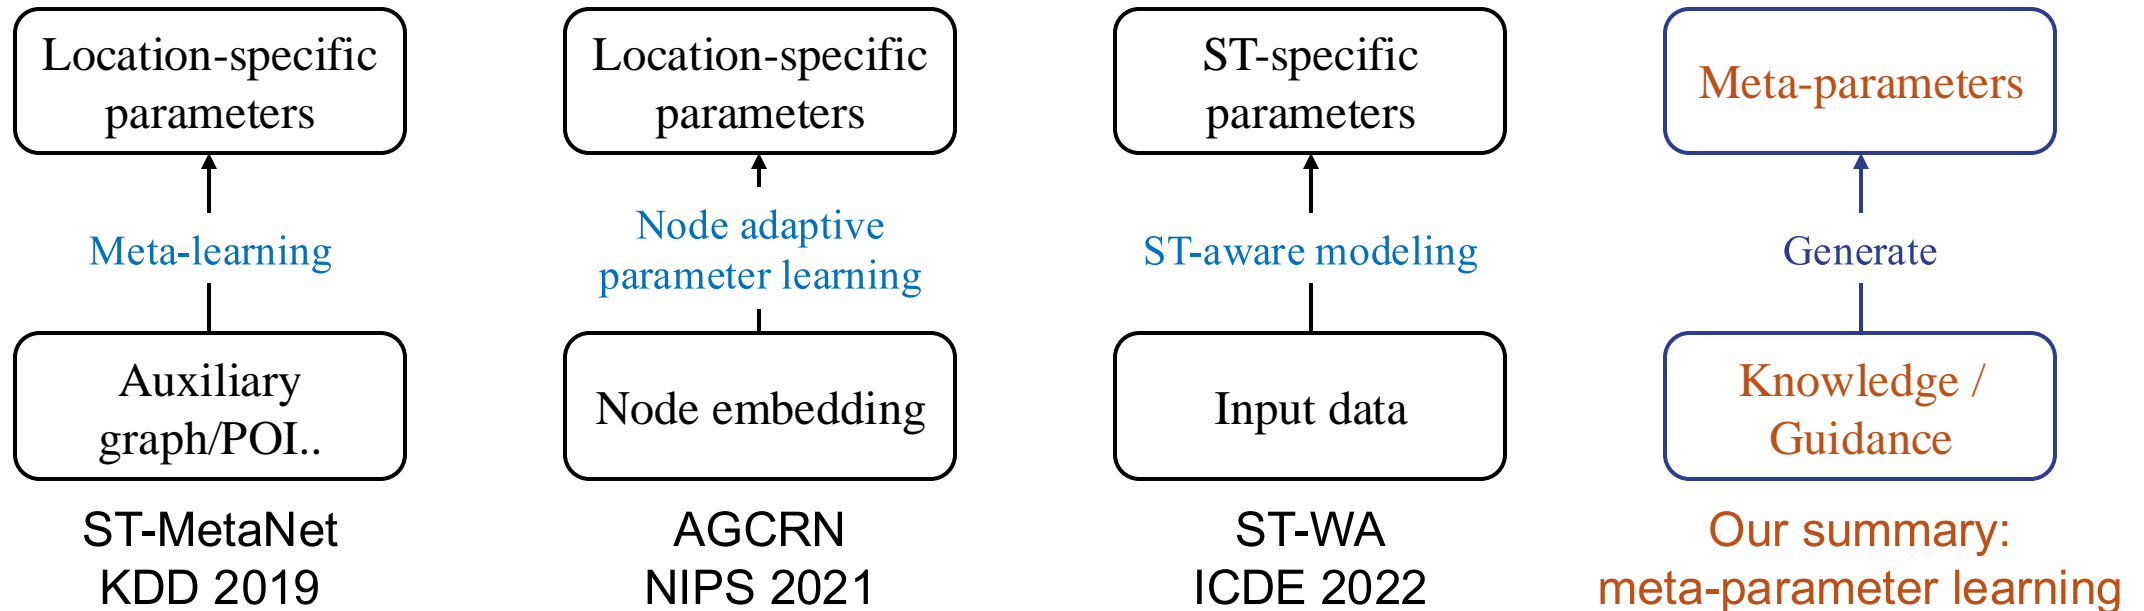 Location-specific
parameters
Meta-learning
Auxiliary
graph/POI..
ST-MetaNet
KDD 2019
Location-specific
parameters
Node adaptive
parameter learning
Node embedding
AGCRN
NIPS 2021
ST-specific
parameters
ST-aware modeling
Input data
ST-WA
ICDE 2022
Meta-parameters
Generate
Knowledge /
Guidance
Our summary:
meta-parameter learning